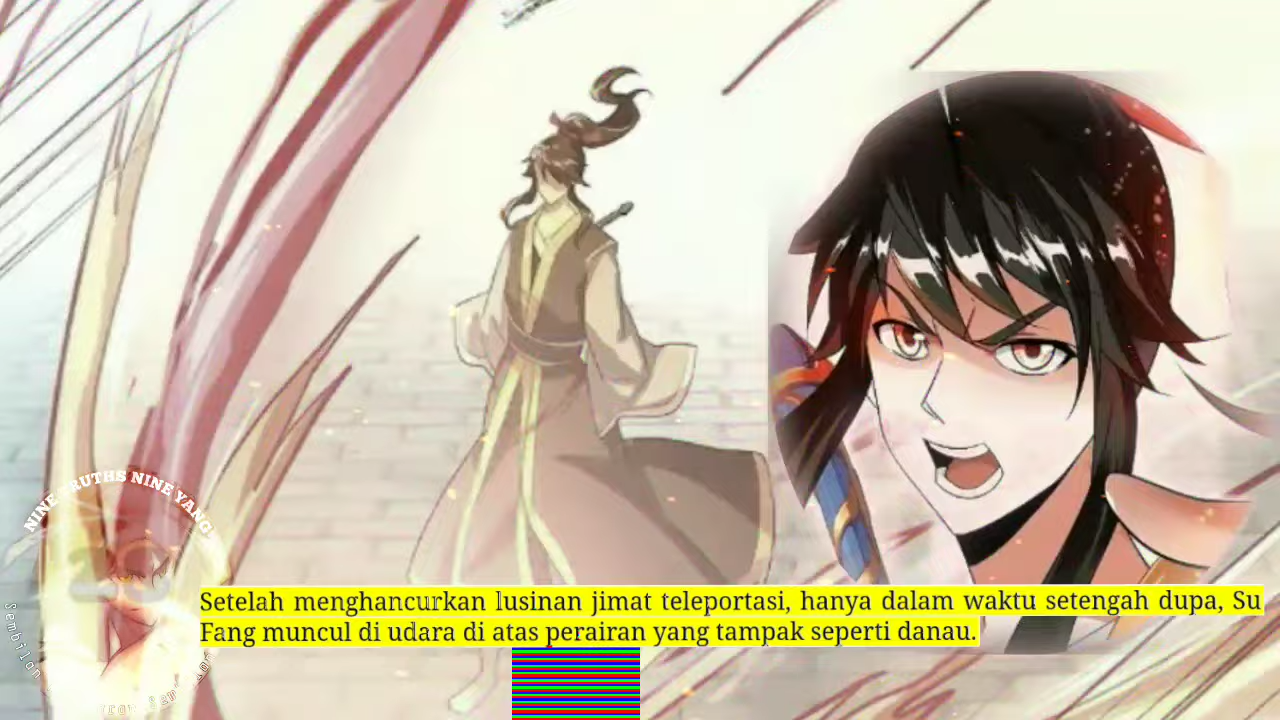 NINE TRUTHS NINE YANG
Setelah menghancurkan lusinan jimat teleportasi, hanya dalam waktu setengah dupa, Su
Fang muncul di udara di atas perairan yang tampak seperti danau.
Sembilan